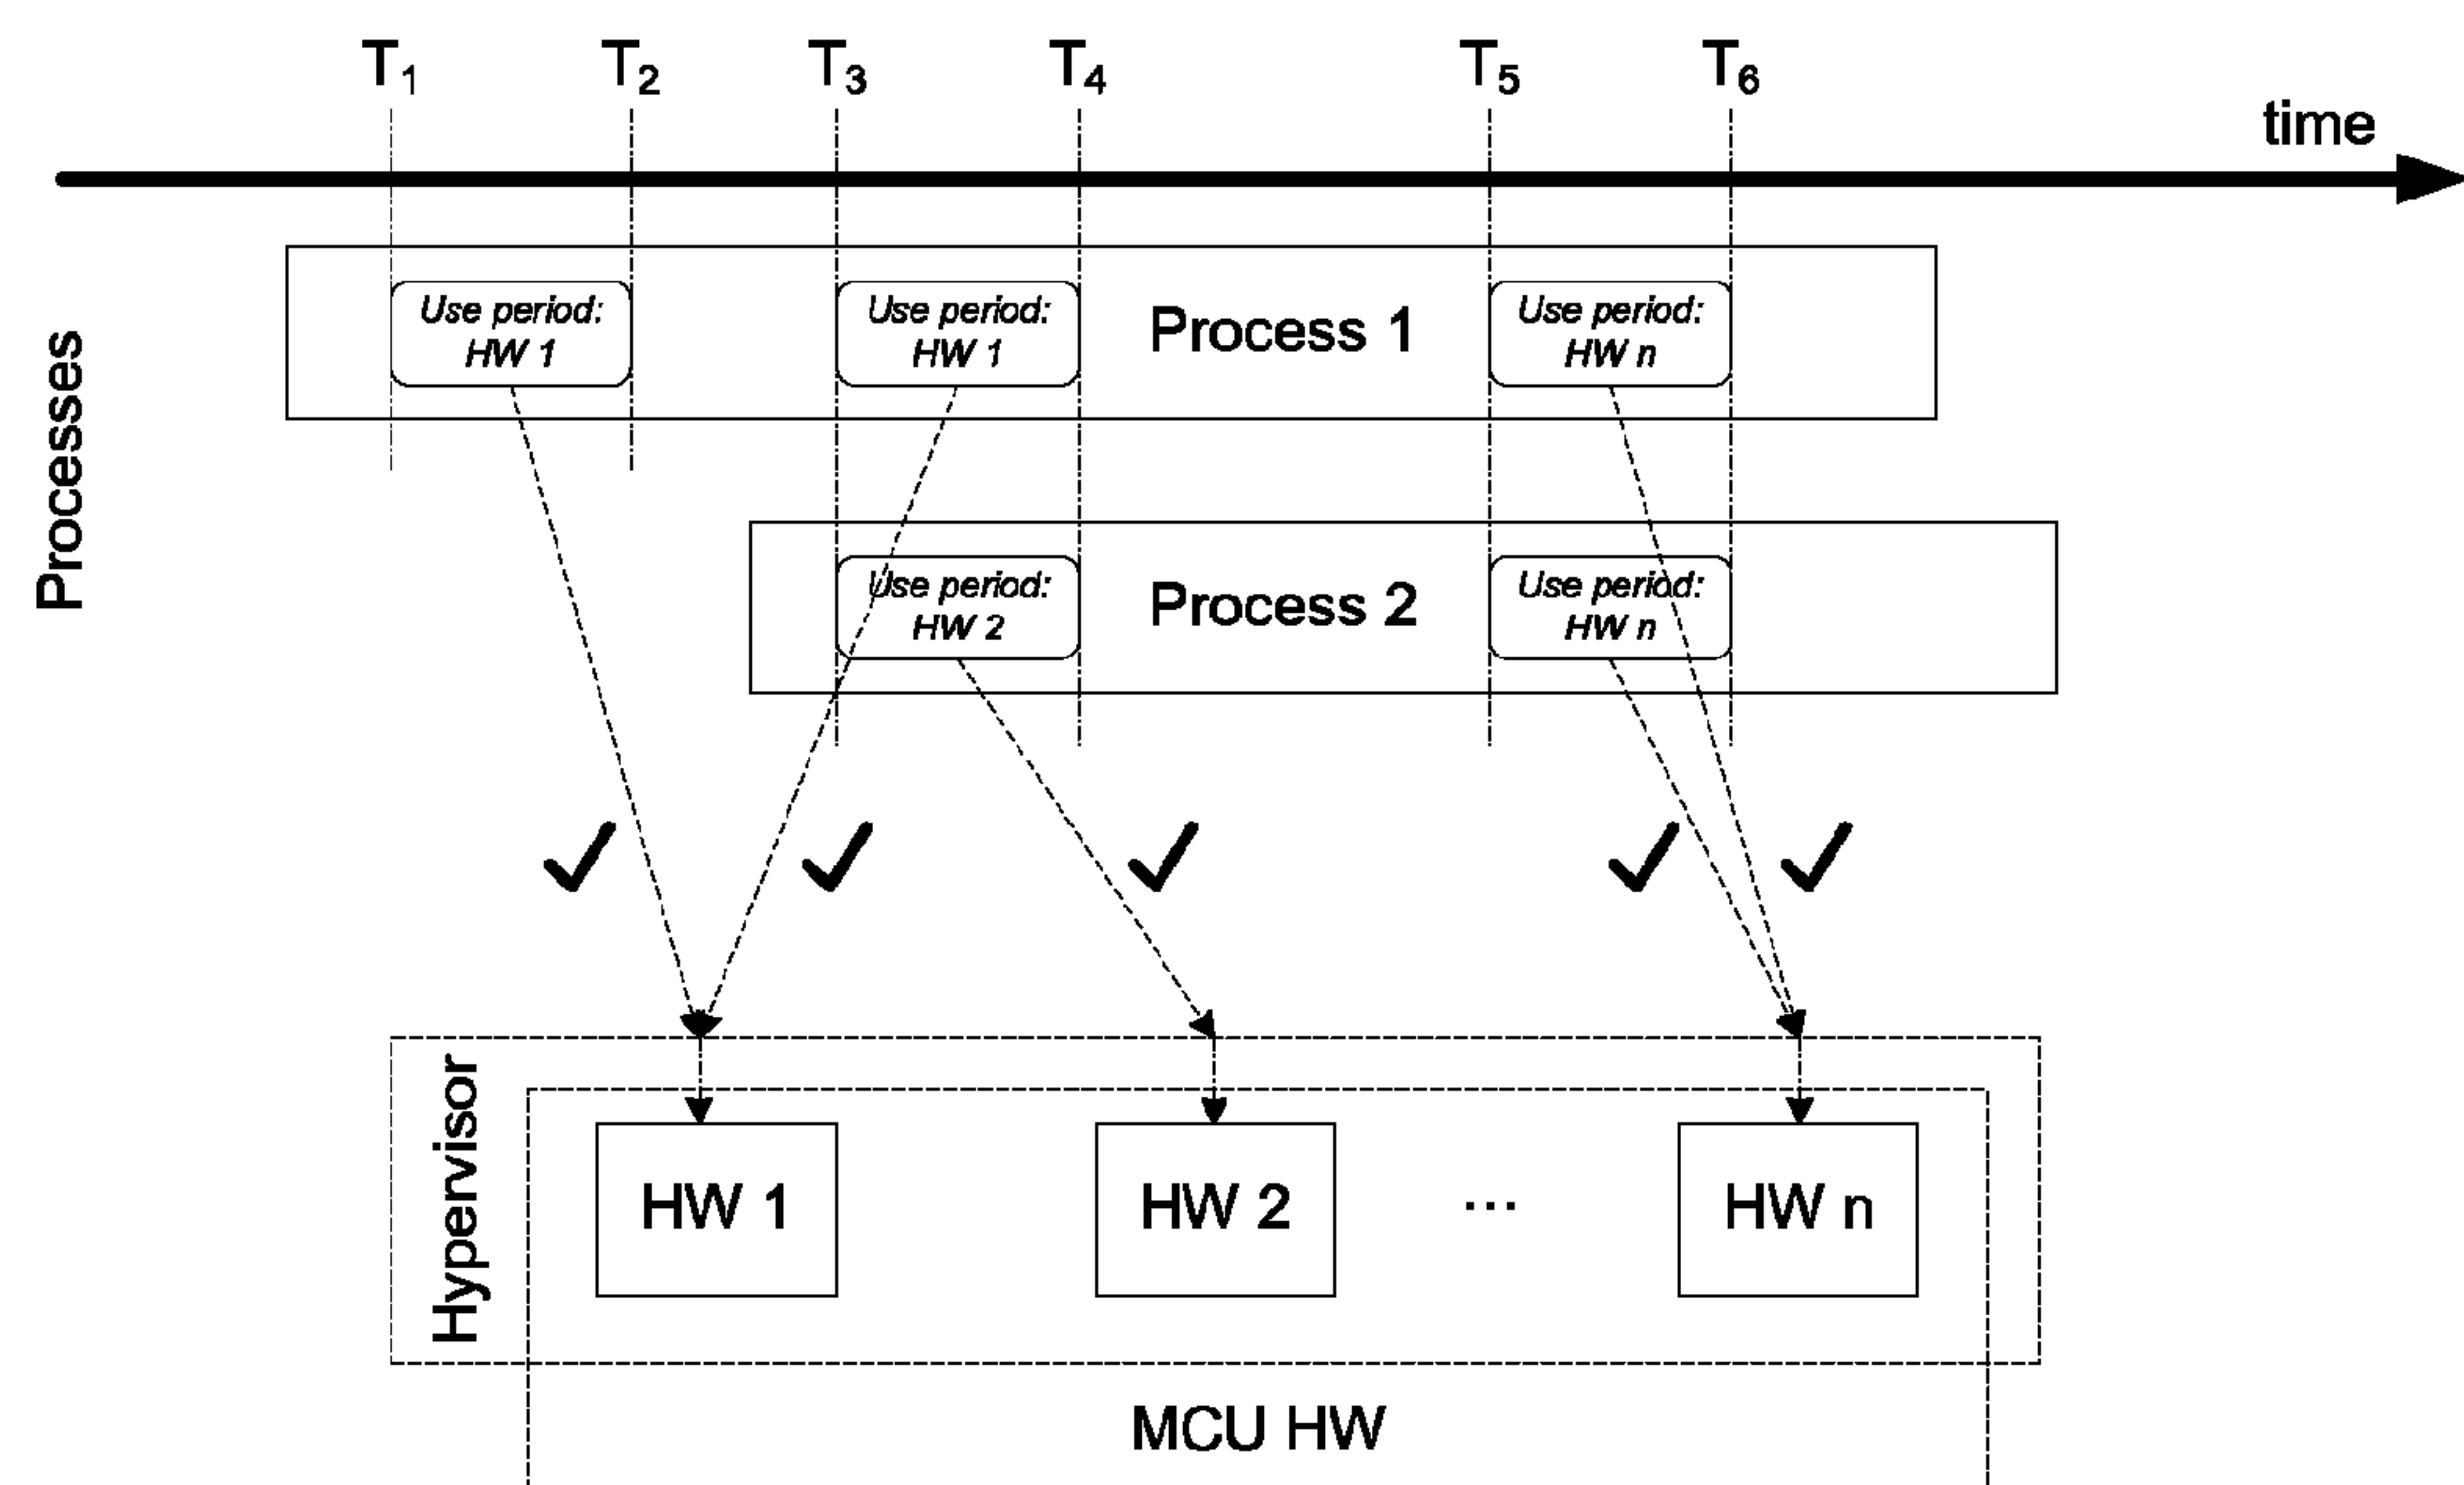 T1 T2 T3 T4 T5 T6
time
Processes
Use period:
HW 1
Use period:
HW 1
Process 1
Use period:
HW n
Use period:
HW 2
Process 2
Use period:
HW n
Hypervisor
HW 1
HW 2
...
HW n
MCU HW